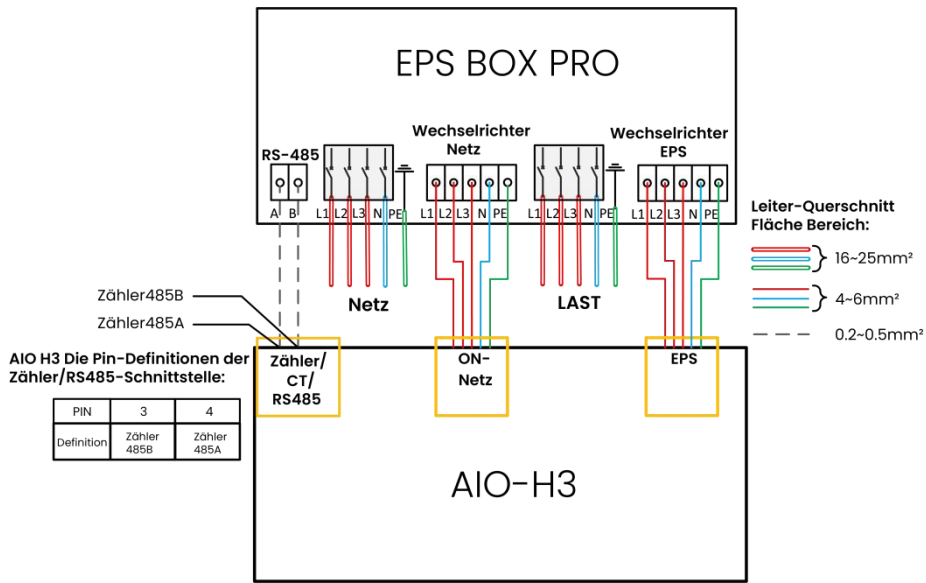 EPS BOX PRO
RS-485
Wechselrichter
Netz
Wechselrichter
EPS
A B
L1 L2 L3 N PE
L1 L2 L3 N PE
L1 L2 L3 N PE
L1 L2 L3 N PE
Netz
LAST
Leiter-Querschnitt
Fläche Bereich:
16~25mm²
4~6mm²
0.2~0.5mm²
Zähler485B
Zähler485A
AIO H3 Die Pin-Definitionen der
Zähler/RS485-Schnittstelle:
PIN 3 4
Definition Zähler 485B Zähler 485A
Zähler/
CT/
RS485
ON-
Netz
EPS
AIO-H3